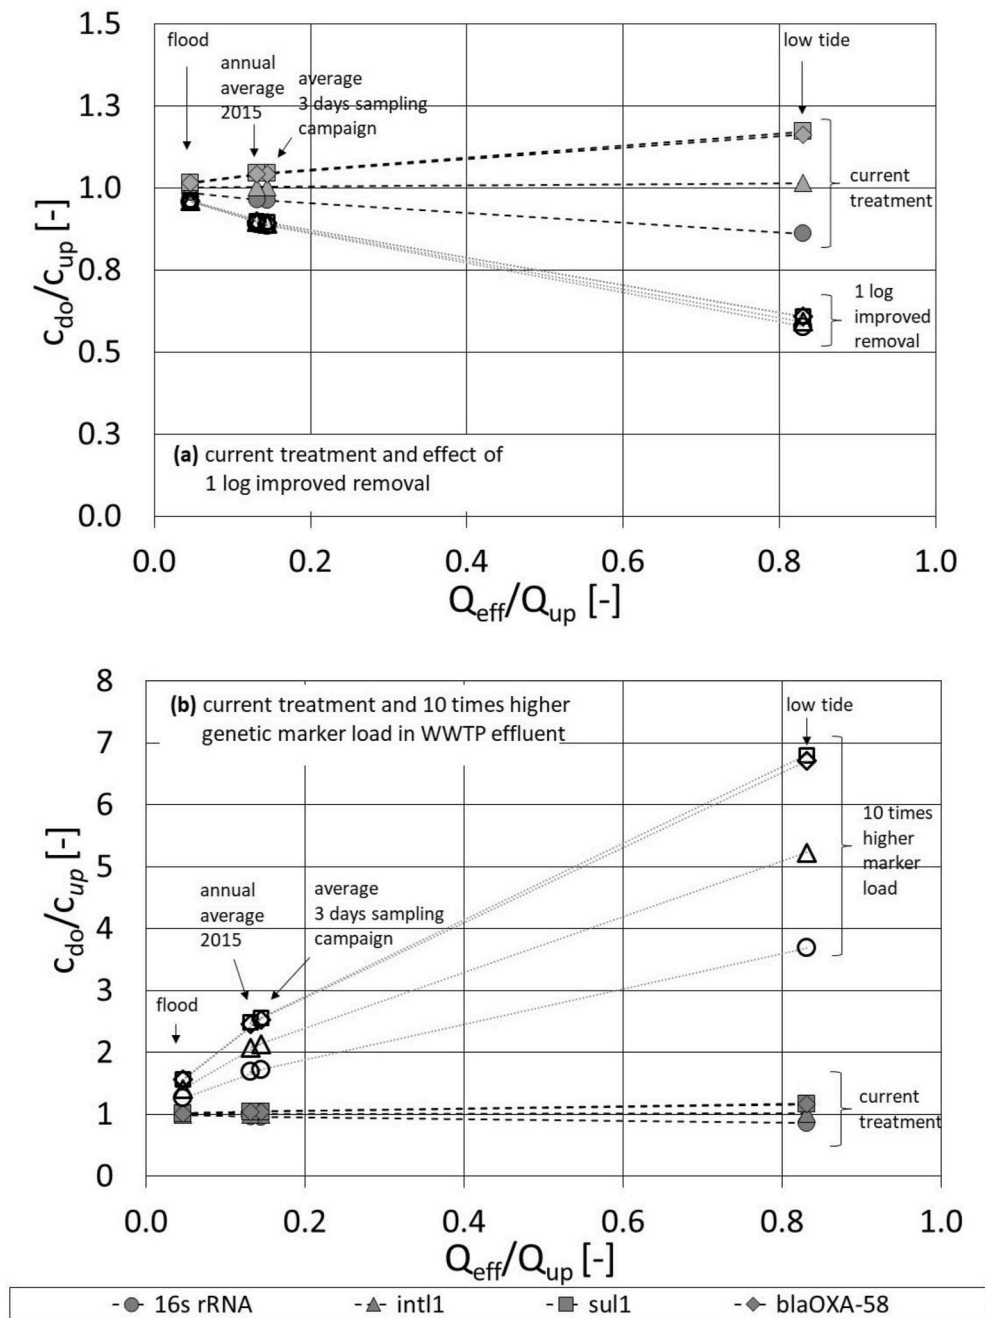 1.5
flood
low tide
annual
average
2015
average
3 days sampling
campaign
1.3
1.0
current
treatment
0.8
1 log
improved
removal
0.5
0.3
(a) current treatment and effect of
1 log improved removal
0.0
c_do/c_up [-]
0.0 0.2 0.4 0.6 0.8 1.0
Q_eff/Q_up [-]
8
(b) current treatment and 10 times higher
genetic marker load in WWTP effluent
low tide
7
10 times
higher
marker
load
6
5
annual
average
2015
average
3 days sampling
campaign
4
3
flood
2
current
treatment
1
0
c_do/c_up [-]
0.0 0.2 0.4 0.6 0.8 1.0
Q_eff/Q_up [-]
16s rRNA intl1 sul1 blaOXA-58